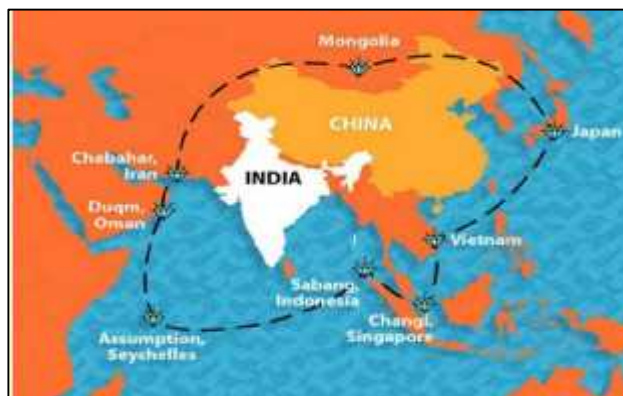 Mongolia
CHINA
Japan
Chabahar,
Iran
INDIA
Duqm,
Oman
Vietnam
Sabang,
Indonesia
Changi,
Singapore
Assumption,
Seychelles